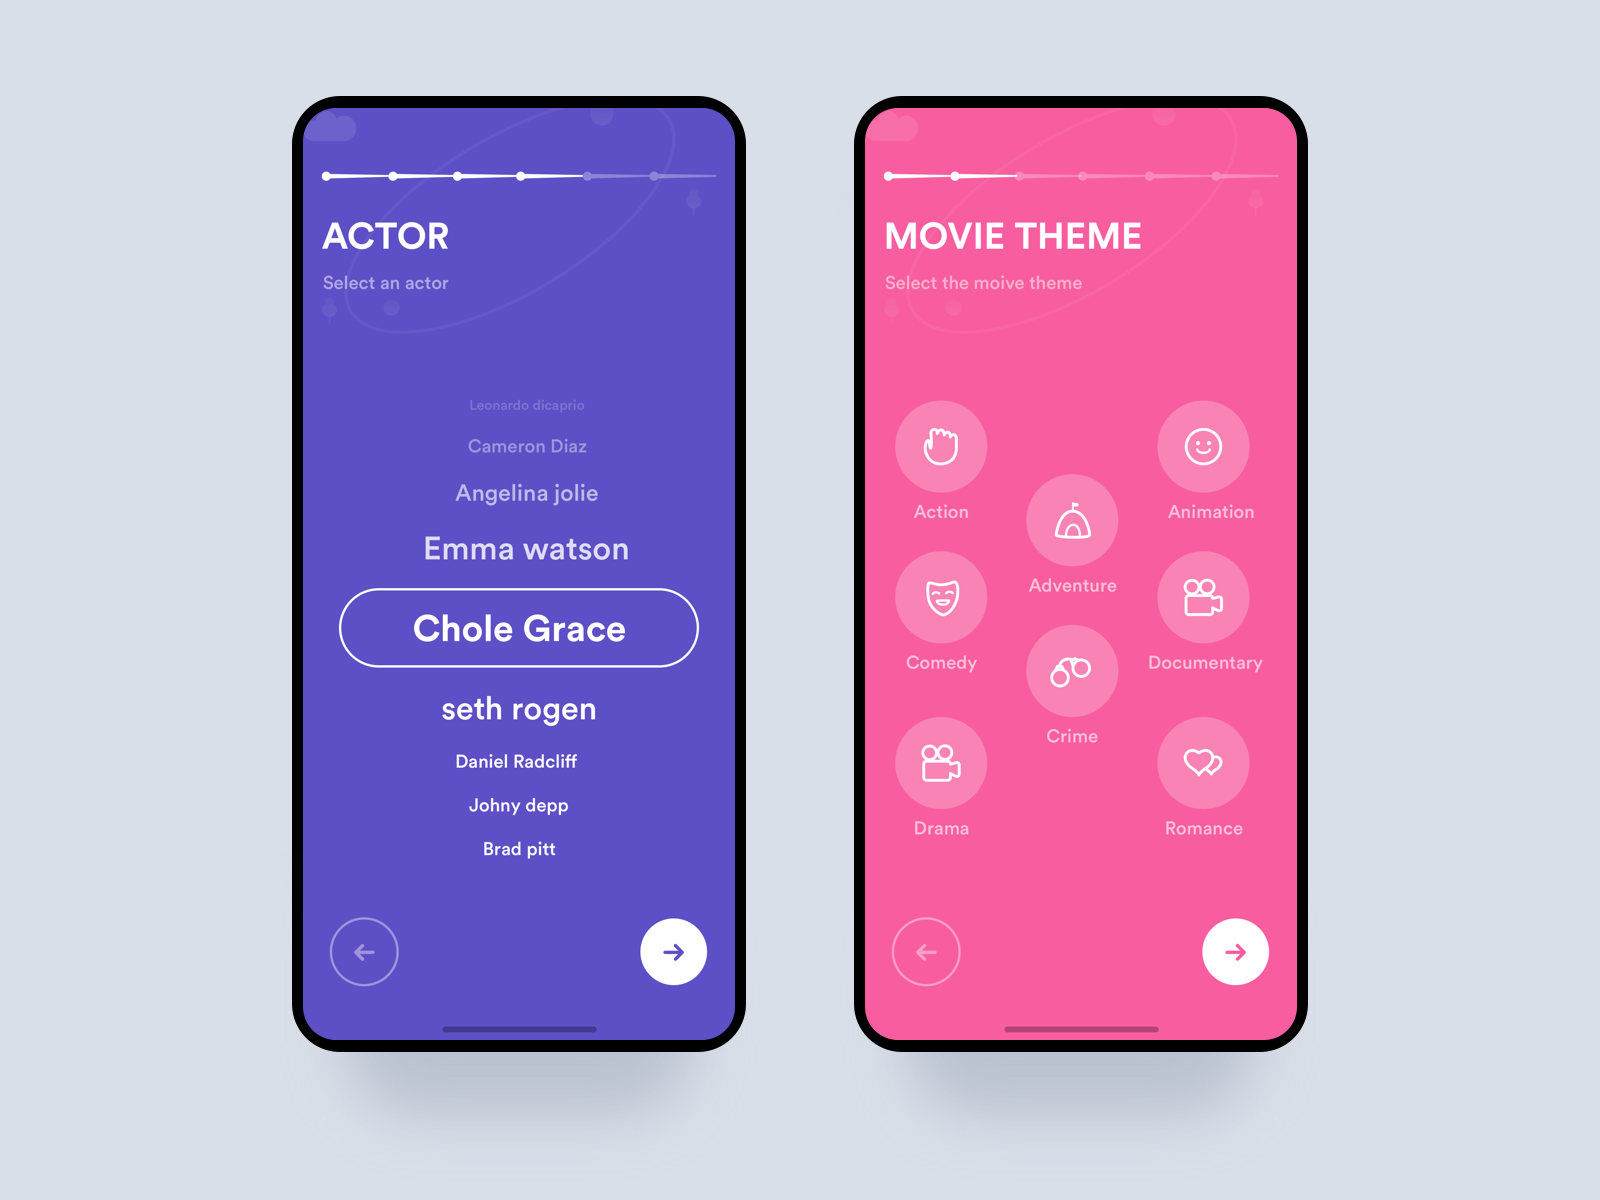 ACTOR
Select an actor
Leonardo dicaprio
Cameron Diaz
Angelina jolie
Emma watson
Chole Grace
seth rogen
Daniel Radcliff
Johny depp
Brad pitt
MOVIE THEME
Select the moive theme
Action
Animation
Adventure
Comedy
Documentary
Crime
Drama
Romance